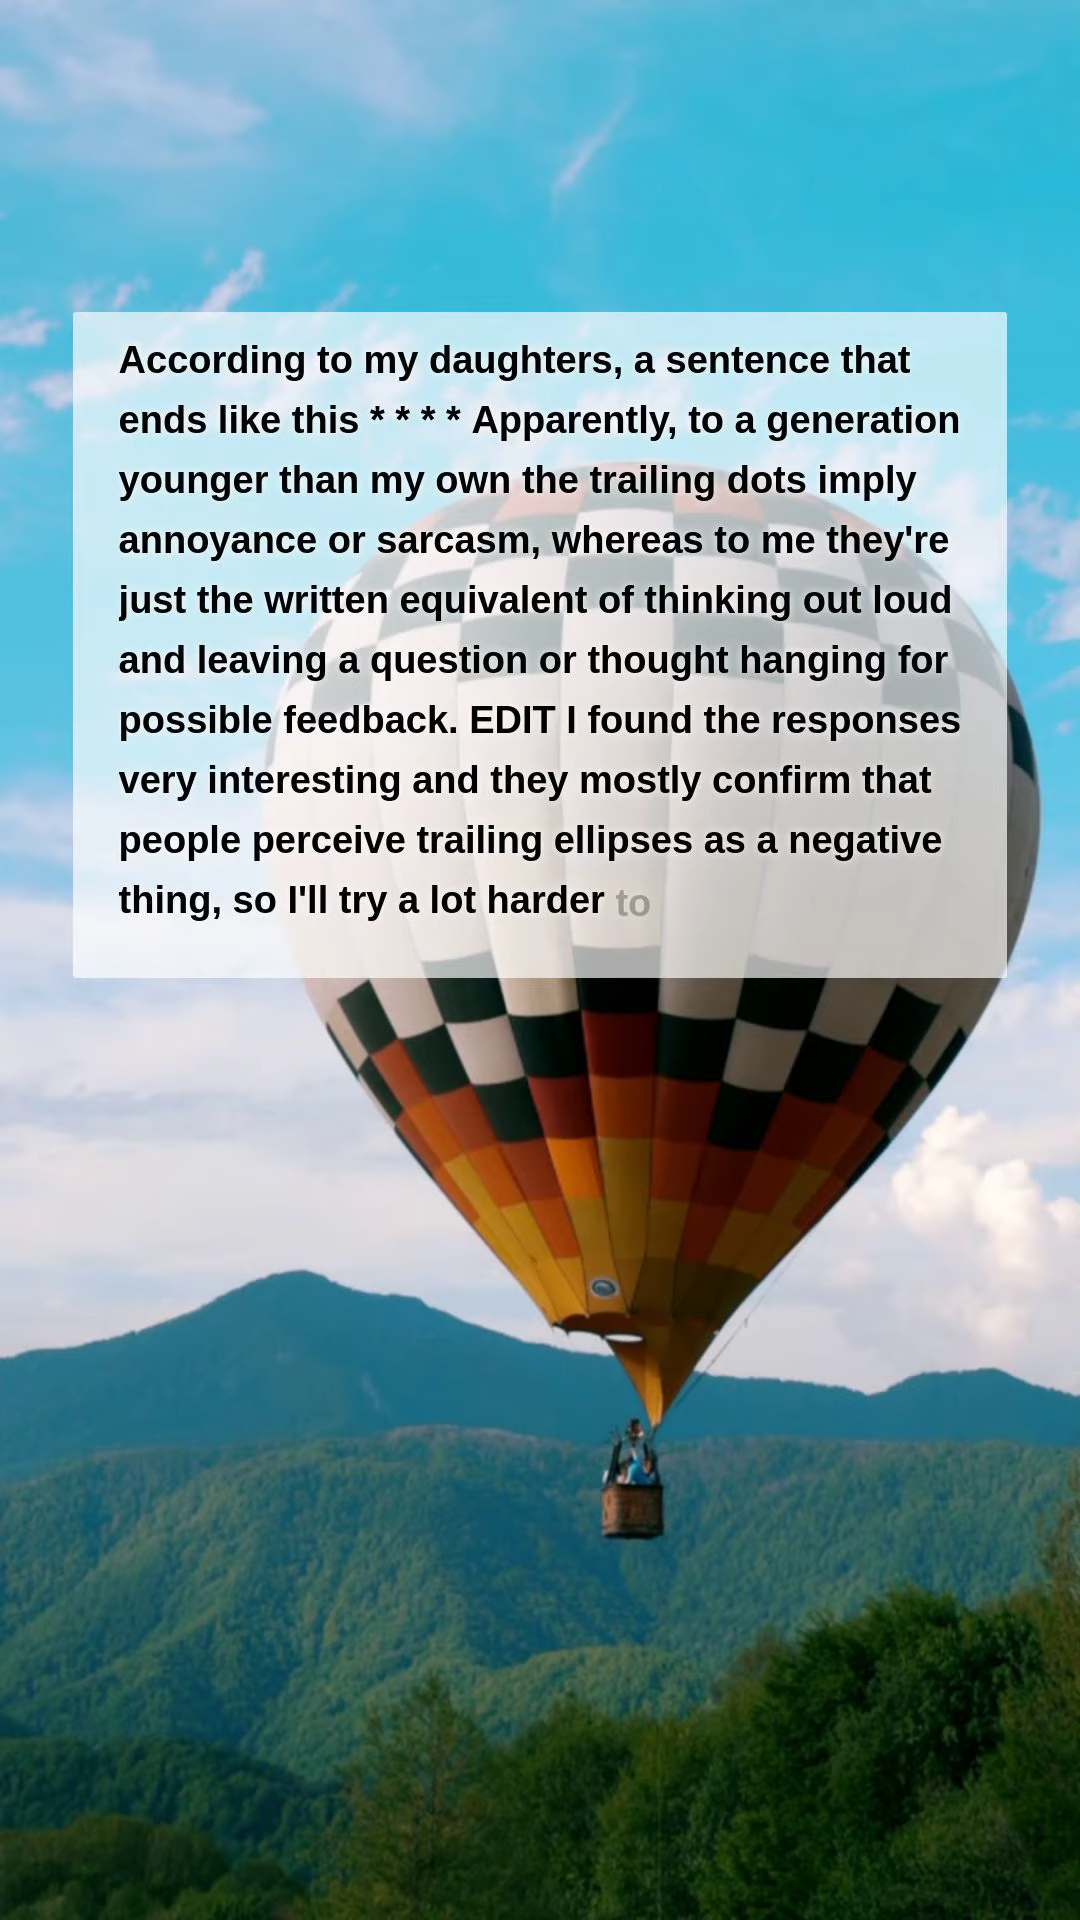 According to my daughters, a sentence that
ends like this * * * * Apparently, to a generation
younger than my own the trailing dots imply
annoyance or sarcasm, whereas to me they're
just the written equivalent of thinking out loud
and leaving a question or thought hanging for
possible feedback. EDIT I found the responses
very interesting and they mostly confirm that
people perceive trailing ellipses as a negative
thing, so I'll try a lot harder to